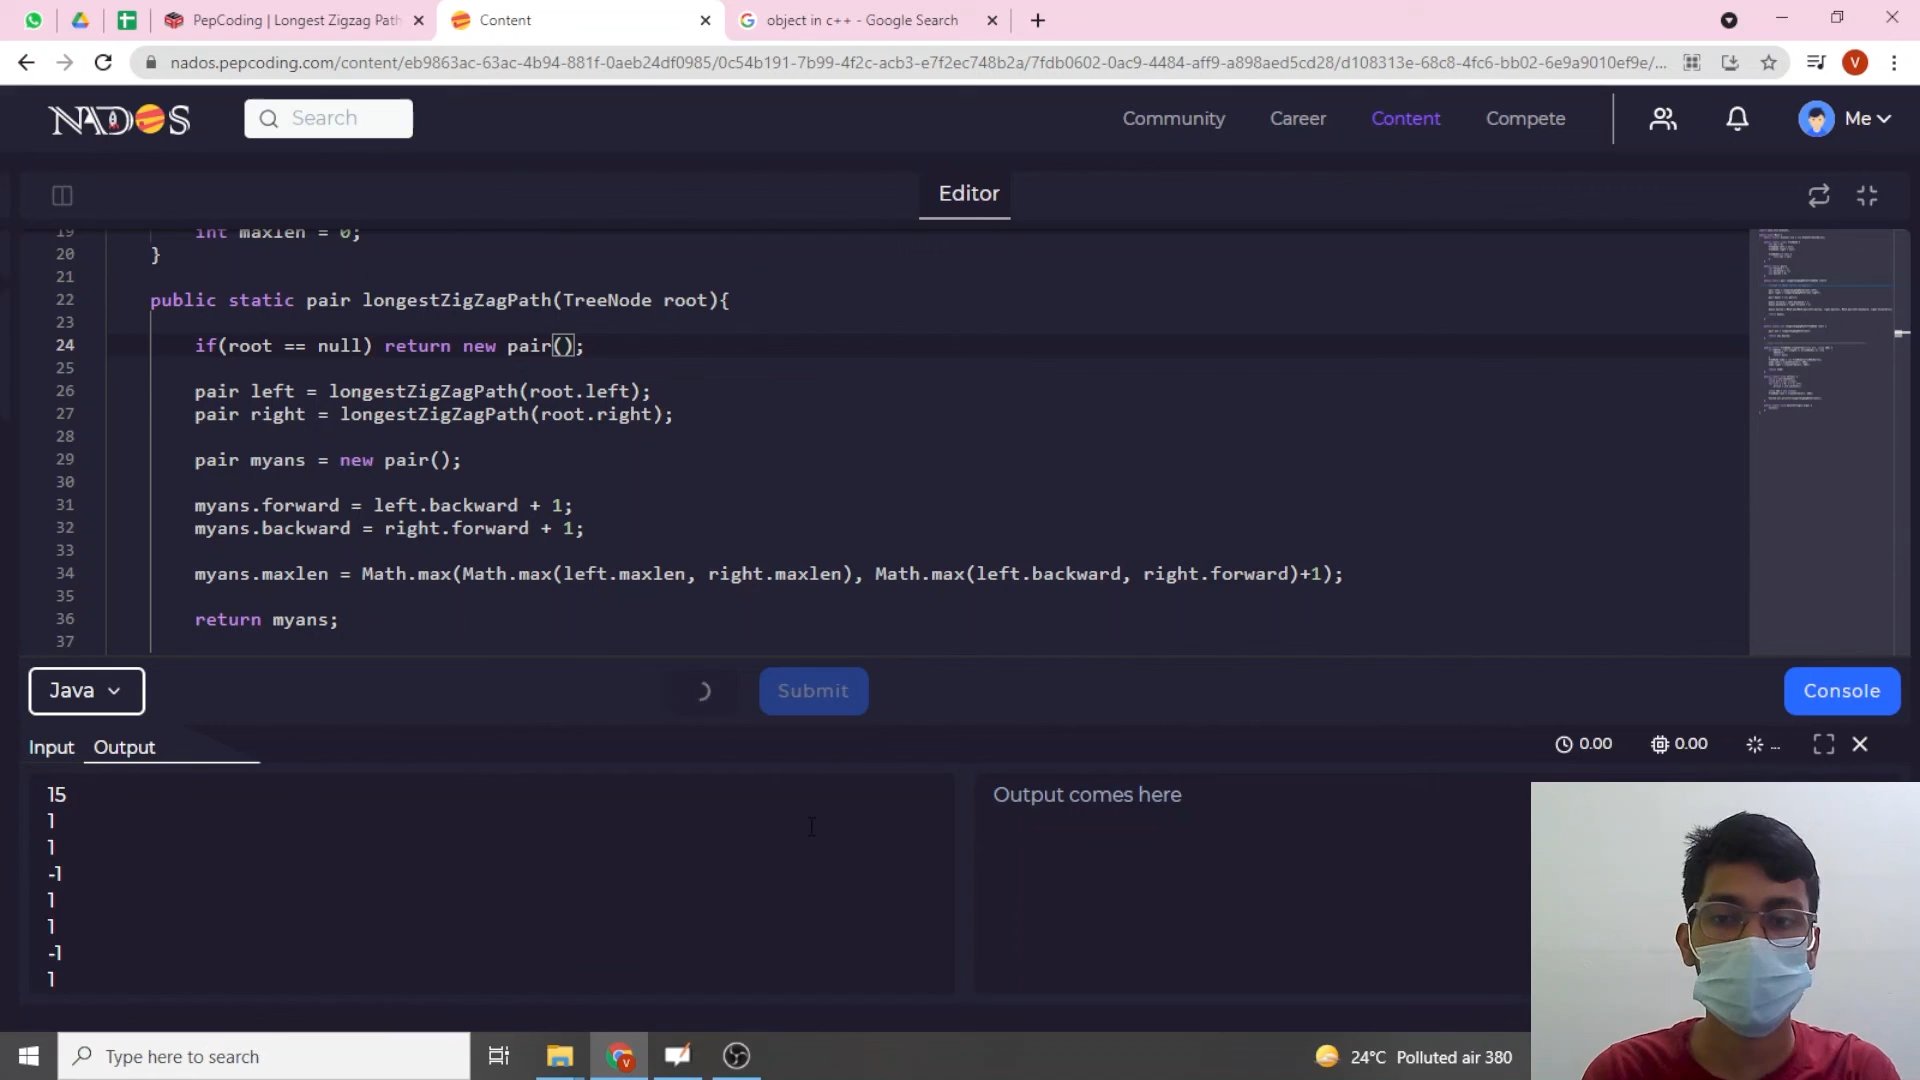 PepCoding | Longest Zigzag Path
Content
object in c++ - Google Search
nados.pepcoding.com/content/eb9863ac-63ac-4b94-881f-0aeb24df0985/0c54b191-7b99-4f2c-acb3-e7f2ec748b2a/7fdb0602-0ac9-4484-aff9-a898aed5cd28/d108313e-68c8-4fc6-bb02-6e9a9010ef9e/...
V
NADOS
Search
Community
Career
Content
Compete
Me
Editor
19 int maxlen = 0;
20 }
21
22 public static pair longestZigZagPath(TreeNode root){
23
24 if(root == null) return new pair();
25
26 pair left = longestZigZagPath(root.left);
27 pair right = longestZigZagPath(root.right);
28
29 pair myans = new pair();
30
31 myans.forward = left.backward + 1;
32 myans.backward = right.forward + 1;
33
34 myans.maxlen = Math.max(Math.max(left.maxlen, right.maxlen), Math.max(left.backward, right.forward)+1);
35
36 return myans;
37
Java
Submit
Console
Input Output
0.00 0.00 ...
15
1
1
-1
1
1
-1
1
Output comes here
Type here to search
24°C Polluted air 380